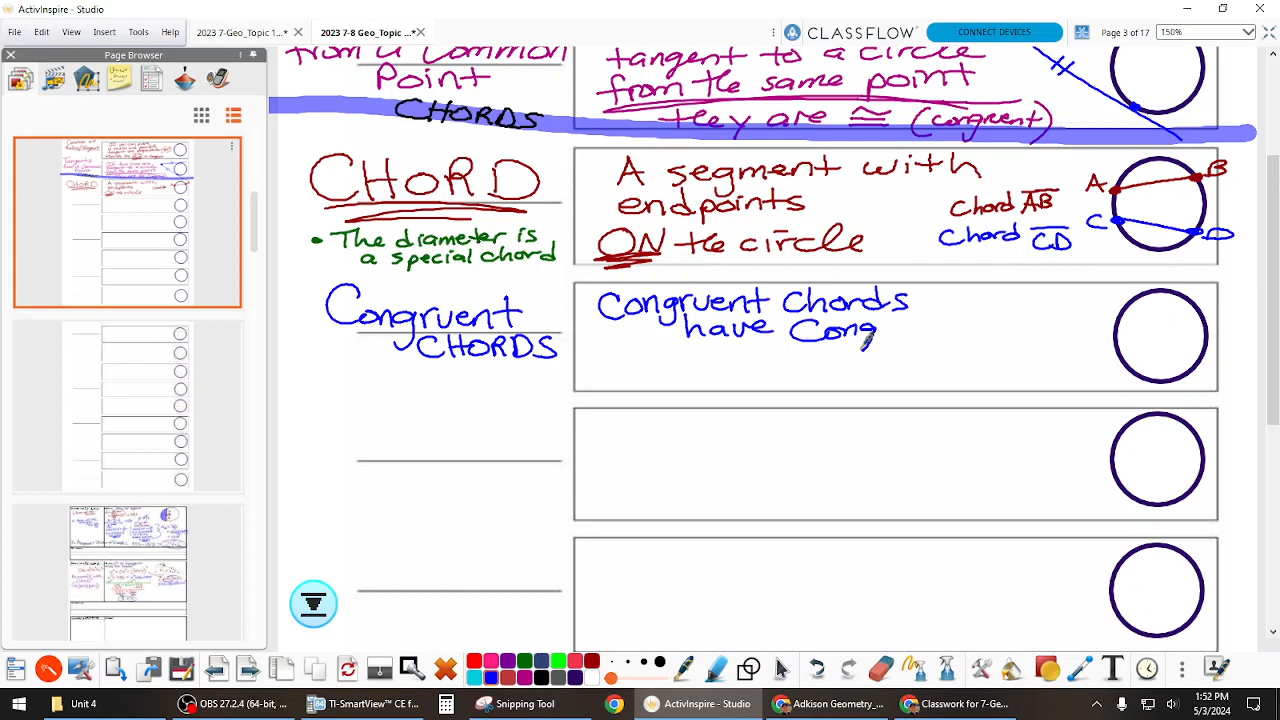 ActivInspire
2023 7-Geo_Topic 1...*
2023 7-8 Geo_Topic ...*
CLASSFLOW
CONNECT DEVICES
File Edit View Insert Tools Help
Page 3 of 17
150%
Page Browser
from a Common
Point
tangent to a circle
from the same point
they are ≅ (congruent)
CHORDS
CHORD
• The diameter is
a special chord
A segment with
endpoints
ON the circle
Chord AB
Chord CD
A
B
C
D
Congruent
CHORDS
Congruent Chords
have Cong
T
Unit 4
OBS 27.2.4 (64-bit, ...
TI-SmartView™ CE f...
Snipping Tool
ActivInspire - Studio
Adkison Geometry ...
Classwork for 7-Ge...
1:52 PM
5/3/2024